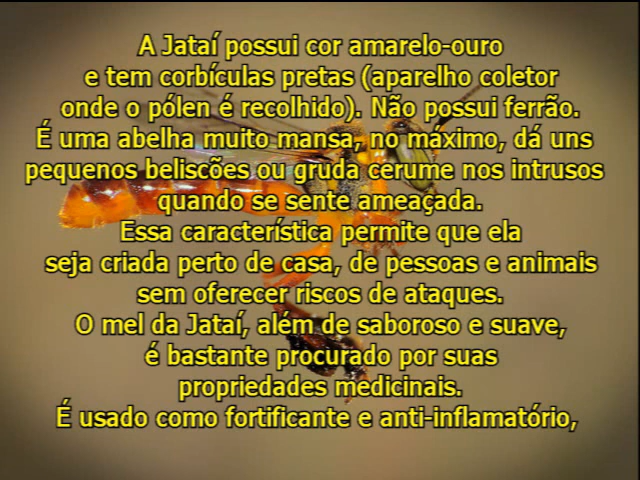 A Jataí possui cor amarelo-ouro
e tem corbículas pretas (aparelho coletor
onde o pólen é recolhido). Não possui ferrão.
É uma abelha muito mansa, no máximo, dá uns
pequenos beliscões ou gruda cerume nos intrusos
quando se sente ameaçada.
Essa característica permite que ela
seja criada perto de casa, de pessoas e animais
sem oferecer riscos de ataques.
O mel da Jataí, além de saboroso e suave,
é bastante procurado por suas
propriedades medicinais.
É usado como fortificante e anti-inflamatório,